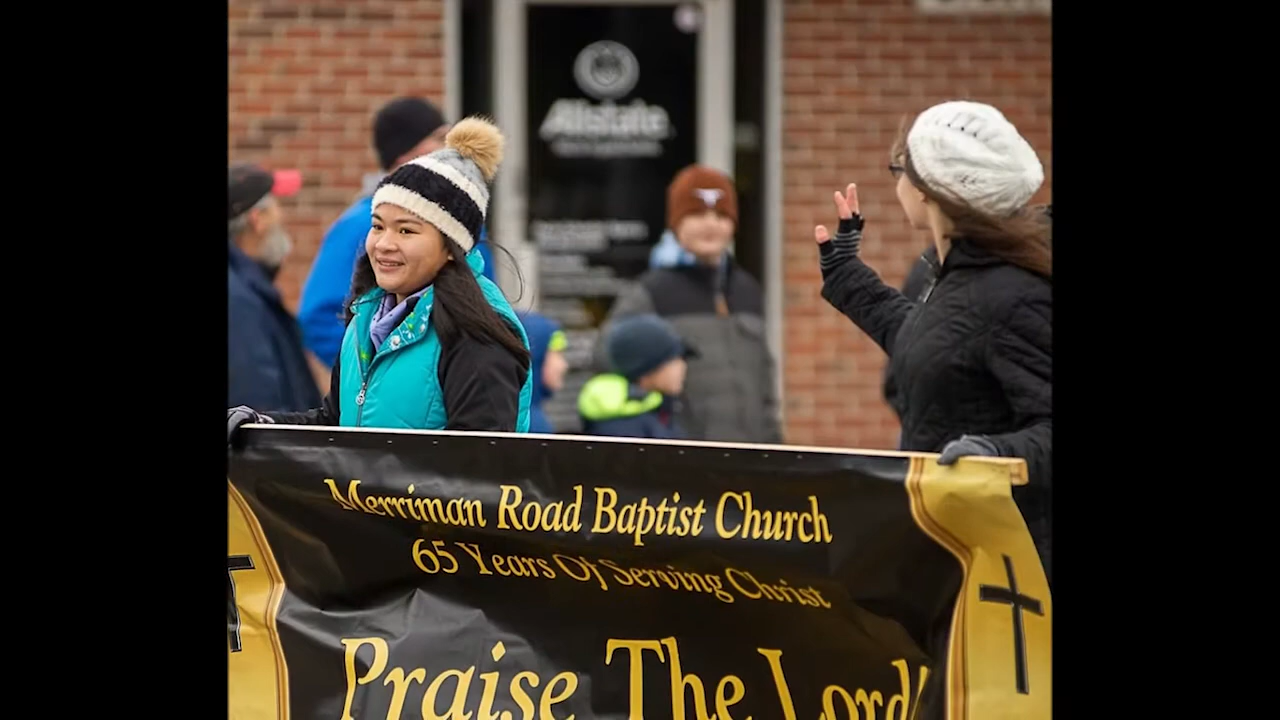 Allstate
Merriman Road Baptist Church
65 Years Of Serving Christ
Praise The Lord!